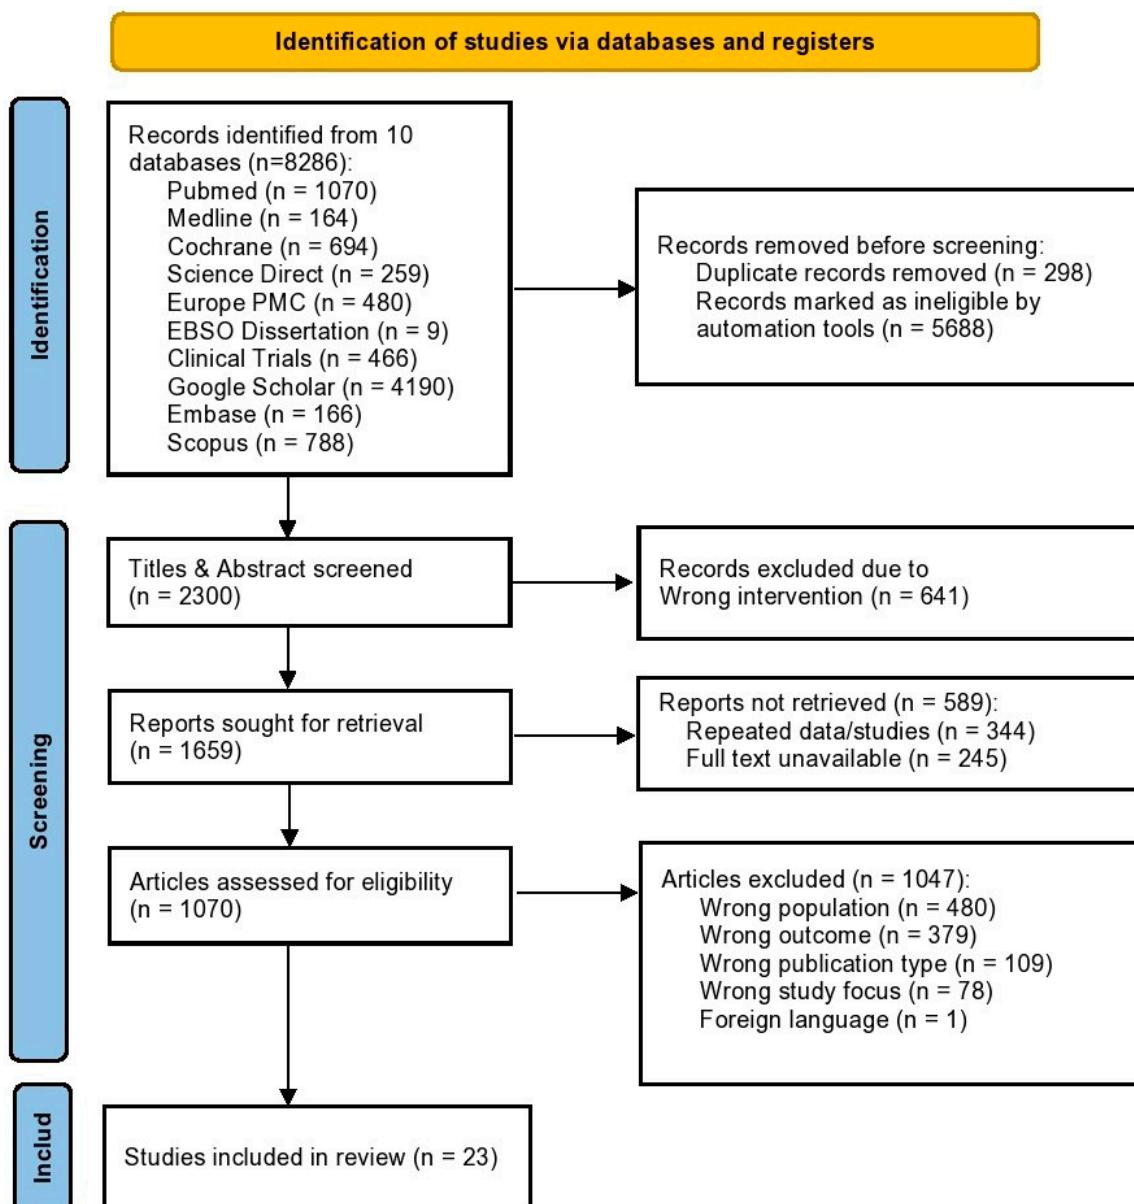 Identification of studies via databases and registers
Identification
Records identified from 10
databases (n=8286):
Pubmed (n = 1070)
Medline (n = 164)
Cochrane (n = 694)
Science Direct (n = 259)
Europe PMC (n = 480)
EBSO Dissertation (n = 9)
Clinical Trials (n = 466)
Google Scholar (n = 4190)
Embase (n = 166)
Scopus (n = 788)
Records removed before screening:
Duplicate records removed (n = 298)
Records marked as ineligible by
automation tools (n = 5688)
Screening
Titles & Abstract screened
(n = 2300)
Records excluded due to
Wrong intervention (n = 641)
Reports sought for retrieval
(n = 1659)
Reports not retrieved (n = 589):
Repeated data/studies (n = 344)
Full text unavailable (n = 245)
Articles assessed for eligibility
(n = 1070)
Articles excluded (n = 1047):
Wrong population (n = 480)
Wrong outcome (n = 379)
Wrong publication type (n = 109)
Wrong study focus (n = 78)
Foreign language (n = 1)
Includ
Studies included in review (n = 23)